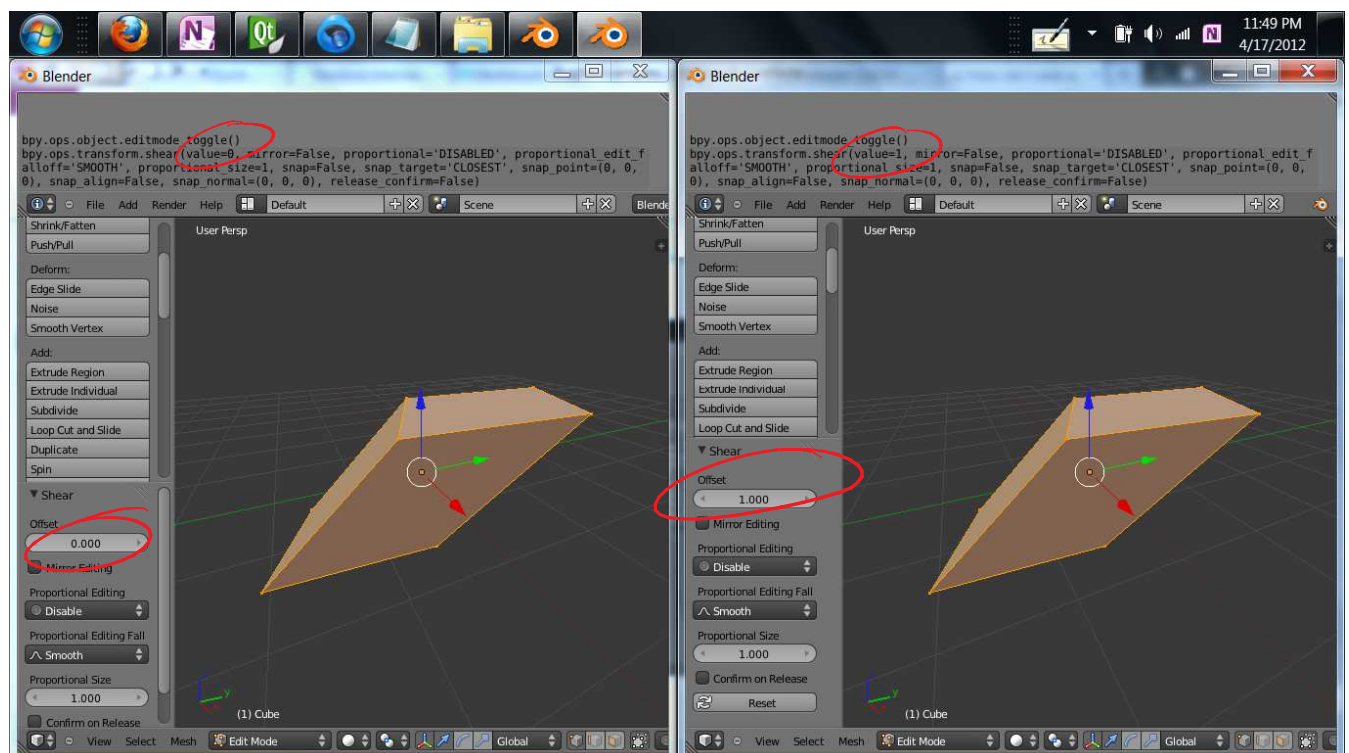 N
Qt
N
11:49 PM
4/17/2012
Blender
bpy.ops.object.editmode_toggle()
bpy.ops.transform.shear(value=0, mirror=False, proportional='DISABLED', proportional_edit_f
alloff='SMOOTH', proportional_size=1, snap=False, snap_target='CLOSEST', snap_point=(0, 0,
0), snap_align=False, snap_normal=(0, 0, 0), release_confirm=False)
File Add Render Help Default Scene Blende
Shrink/Fatten
Push/Pull
Deform:
Edge Slide
Noise
Smooth Vertex
Add:
Extrude Region
Extrude Individual
Subdivide
Loop Cut and Slide
Duplicate
Spin
Shear
Offset
0.000
Mirror Editing
Proportional Editing
Disable
Proportional Editing Fall
Smooth
Proportional Size
1.000
Confirm on Release
User Persp
y
(1) Cube
View Select Mesh Edit Mode Global
Blender
bpy.ops.object.editmode_toggle()
bpy.ops.transform.shear(value=1, mirror=False, proportional='DISABLED', proportional_edit_f
alloff='SMOOTH', proportional_size=1, snap=False, snap_target='CLOSEST', snap_point=(0, 0,
0), snap_align=False, snap_normal=(0, 0, 0), release_confirm=False)
File Add Render Help Default Scene
Shrink/Fatten
Push/Pull
Deform:
Edge Slide
Noise
Smooth Vertex
Add:
Extrude Region
Extrude Individual
Subdivide
Loop Cut and Slide
Shear
Offset
1.000
Mirror Editing
Proportional Editing
Disable
Proportional Editing Fall
Smooth
Proportional Size
1.000
Confirm on Release
Reset
User Persp
y
(1) Cube
View Select Mesh Edit Mode Global